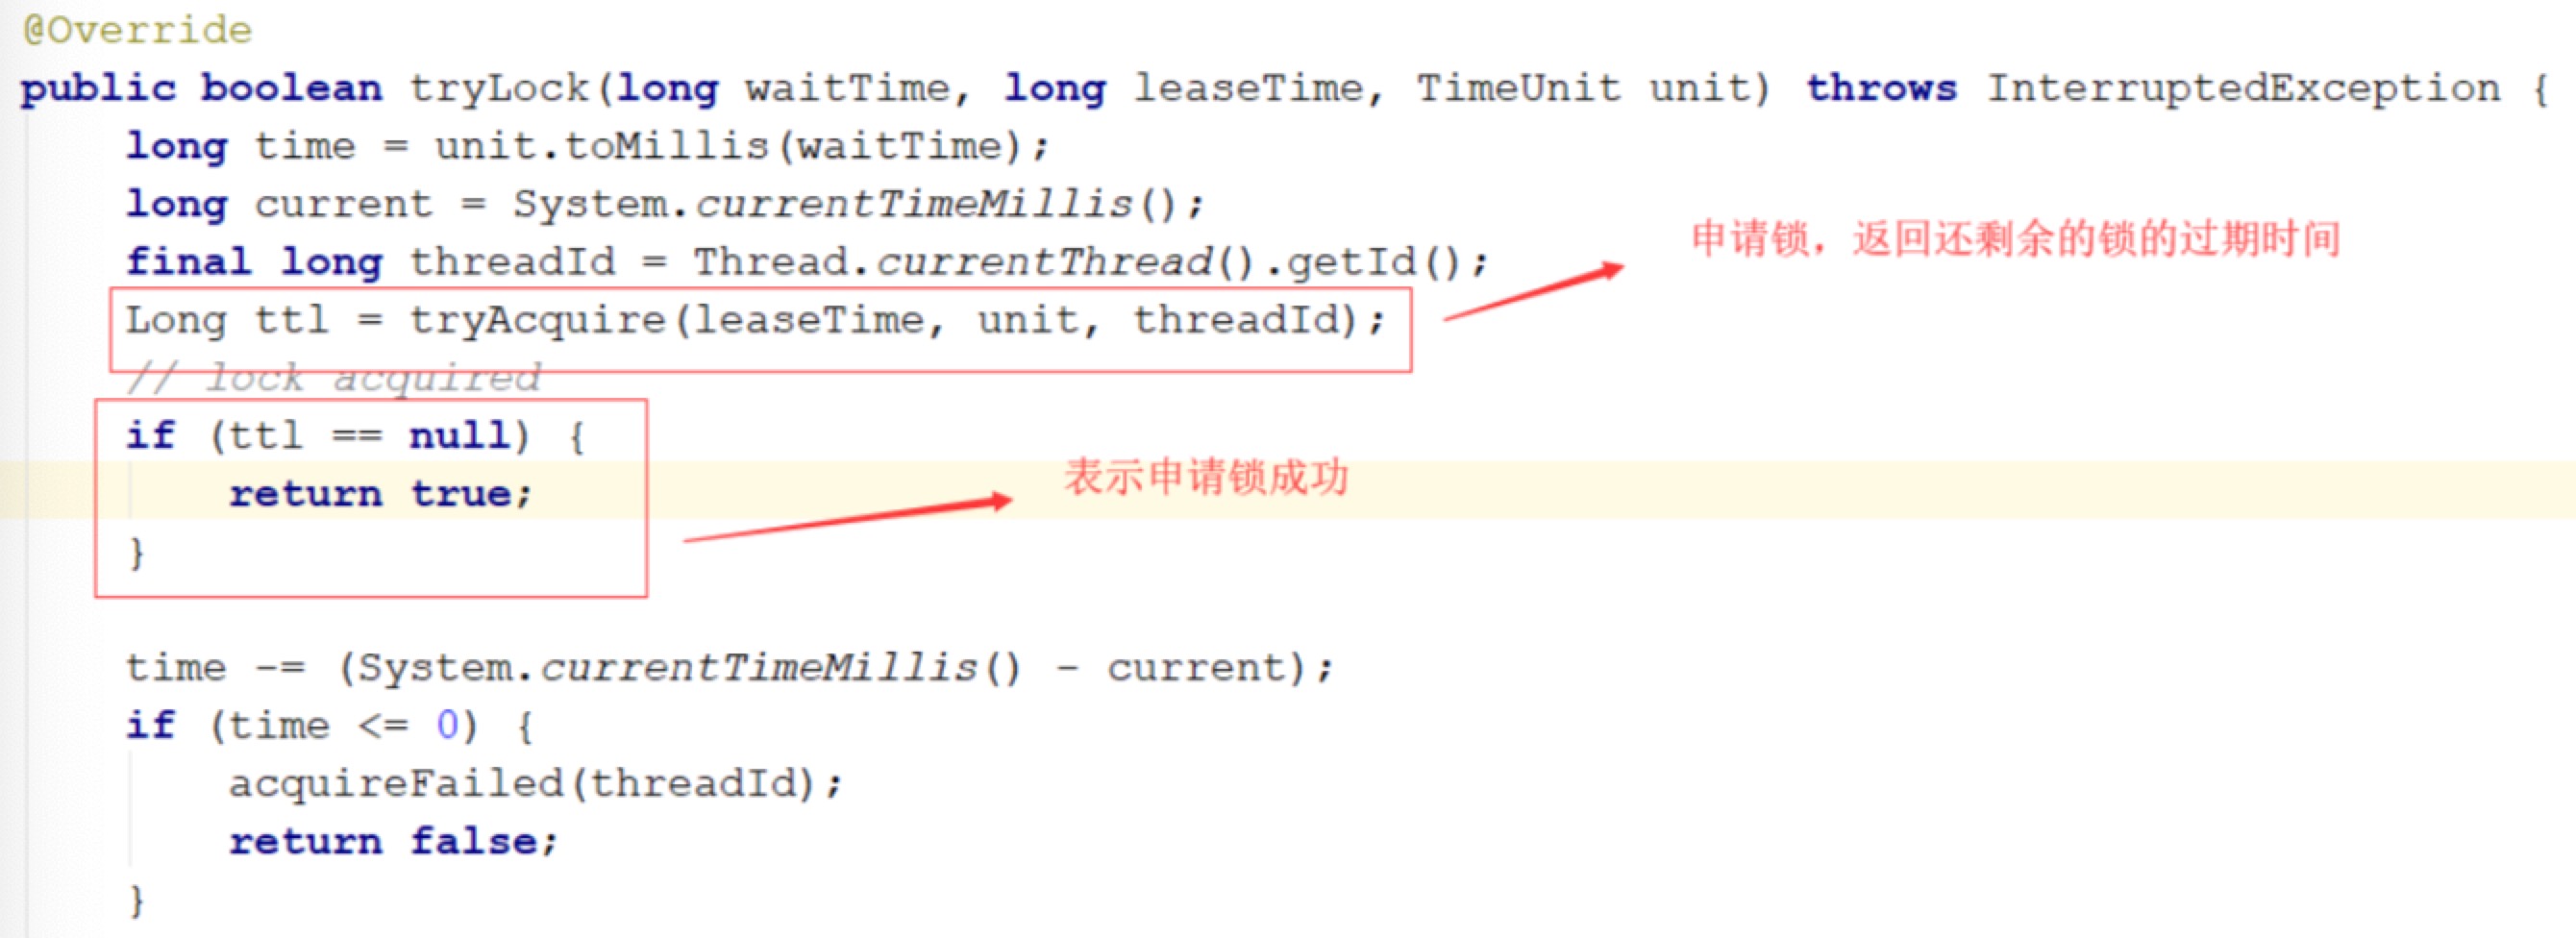 @Override
public boolean tryLock(long waitTime, long leaseTime, TimeUnit unit) throws InterruptedException {
long time = unit.toMillis(waitTime);
long current = System.currentTimeMillis();
final long threadId = Thread.currentThread().getId();
申请锁，返回还剩余的锁的过期时间
Long ttl = tryAcquire(leaseTime, unit, threadId);
// lock acquired
if (ttl == null) {
return true;
表示申请锁成功
}
time -= (System.currentTimeMillis() - current);
if (time <= 0) {
acquireFailed(threadId);
return false;
}